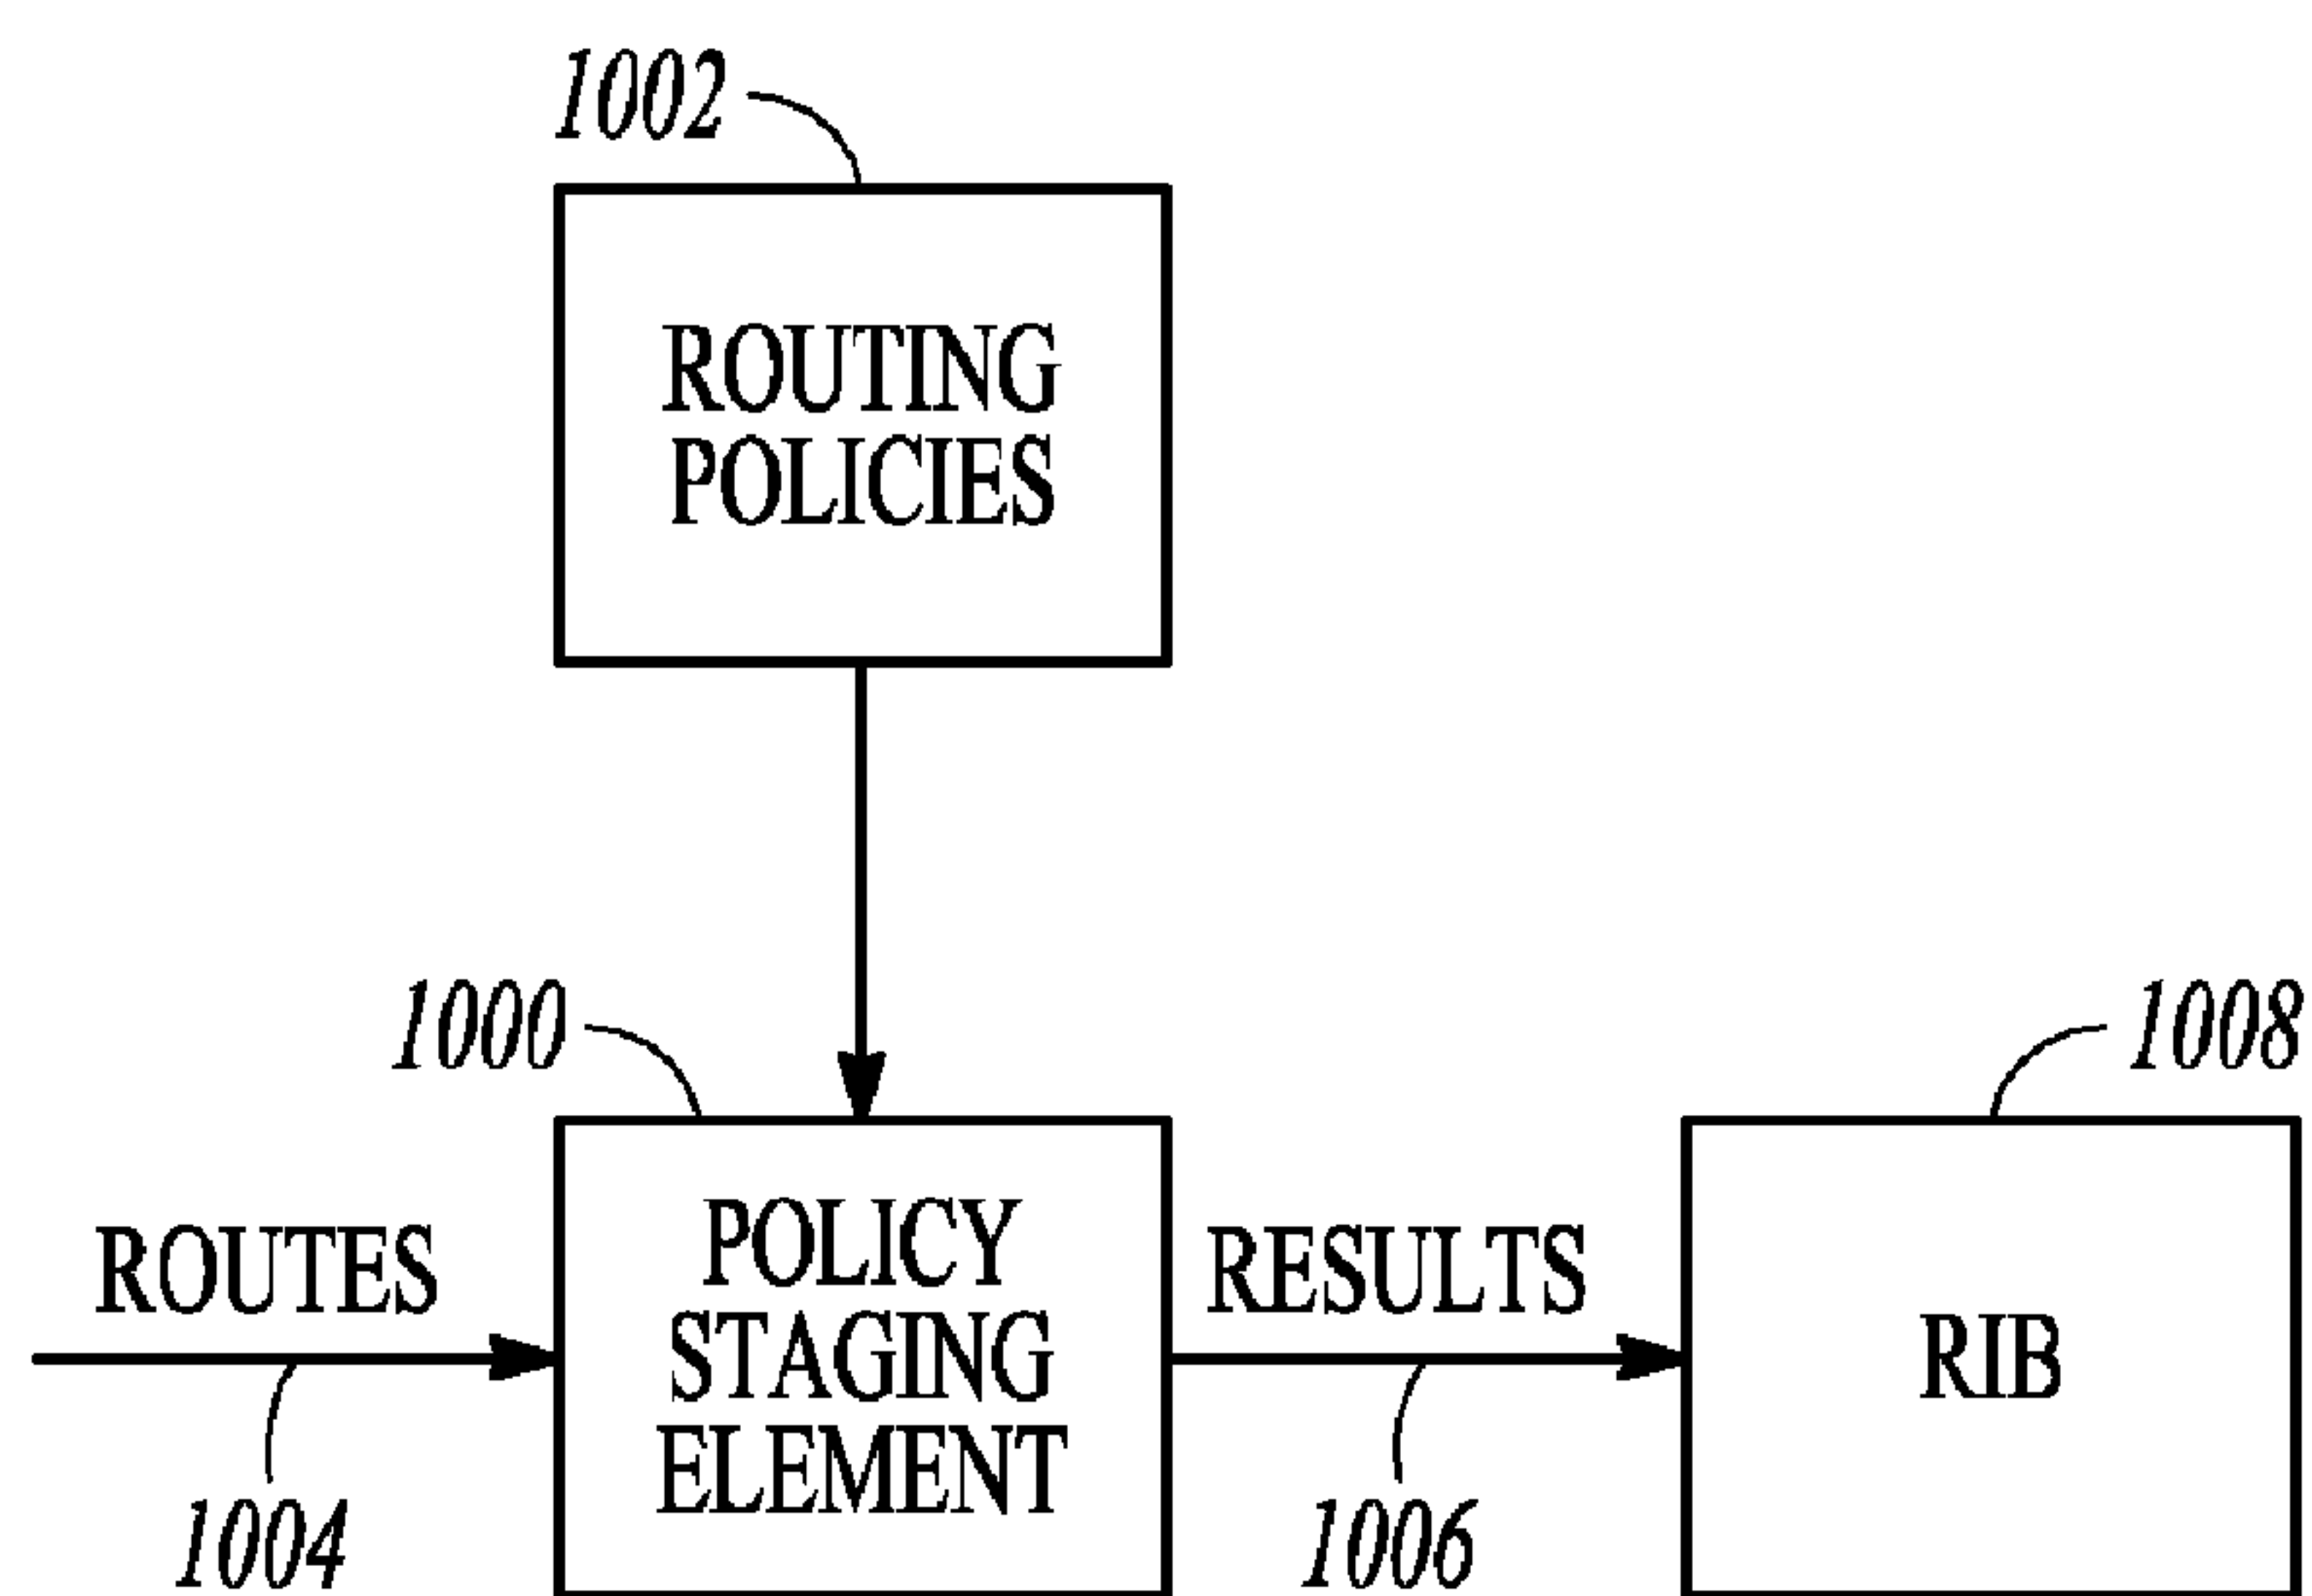 1002
ROUTING
POLICIES
1000
1008
ROUTES
POLICY
STAGING
ELEMENT
RESULTS
RIB
1004
1006